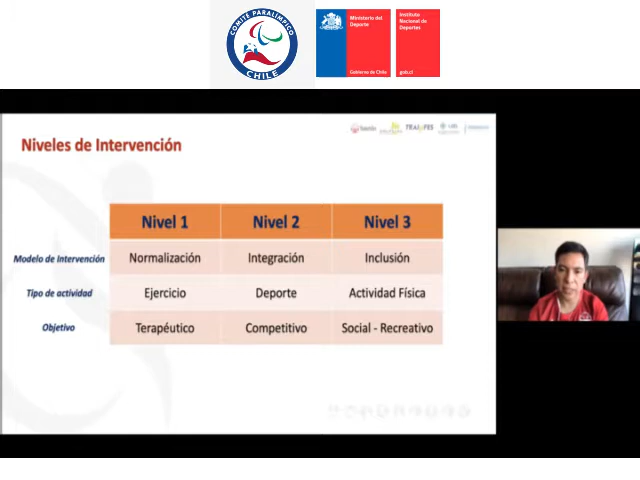 COMITÉ PARALÍMPICO
CHILE
Ministerio del
Deporte
Gobierno de Chile
Instituto
Nacional de
Deportes
gob.cl
Niveles de Intervención
Nivel 1 Nivel 2 Nivel 3
Modelo de Intervención Normalización Integración Inclusión
Tipo de actividad Ejercicio Deporte Actividad Física
Objetivo Terapéutico Competitivo Social - Recreativo